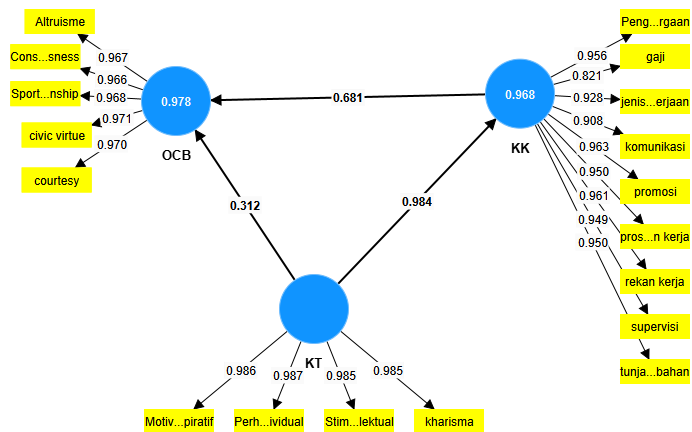 Altruisme
Cons...sness
Sport...nship
civic virtue
courtesy
0.967
0.966
0.968
0.971
0.970
0.978
OCB
0.681
0.312
0.984
0.968
KK
Peng...rgaan
gaji
jenis...erjaan
komunikasi
promosi
pros...n kerja
rekan kerja
supervisi
tunja...bahan
0.956
0.821
0.928
0.908
0.963
0.950
0.961
0.949
0.950
KT
0.986
0.987
0.985
0.985
Motiv...piratif
Perh...ividual
Stim...lektual
kharisma